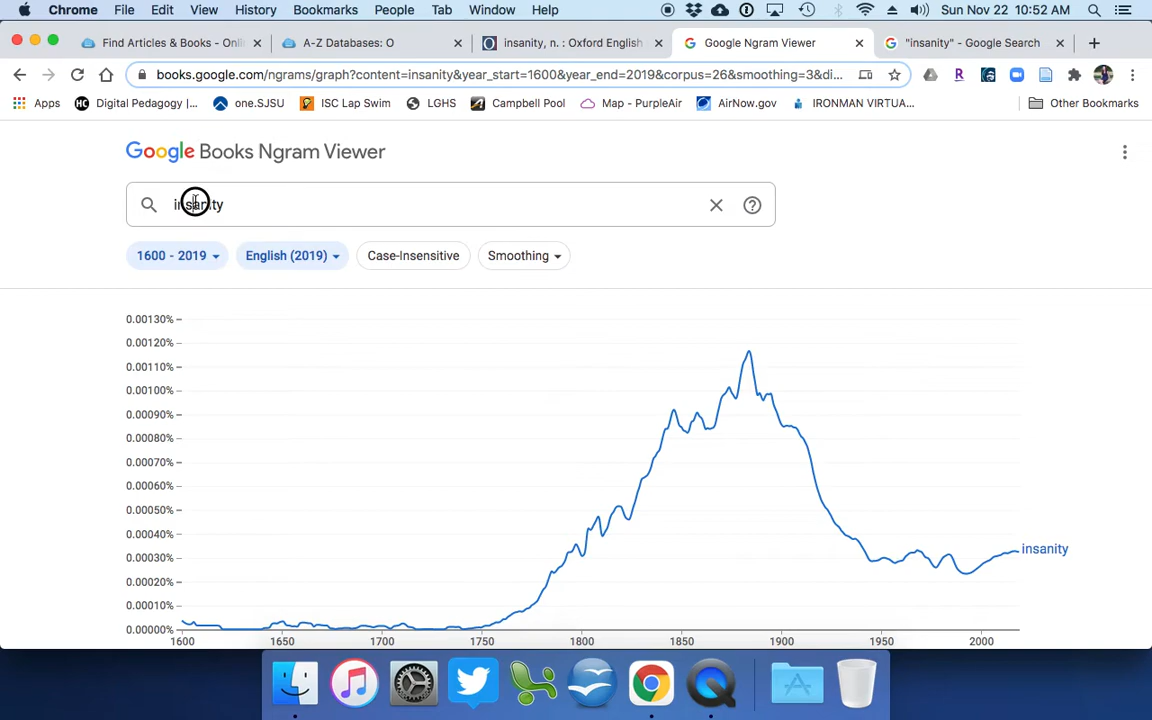 Chrome File Edit View History Bookmarks People Tab Window Help Sun Nov 22 10:52 AM
Find Articles & Books - Onli A-Z Databases: O insanity, n. : Oxford English Google Ngram Viewer "insanity" - Google Search
books.google.com/ngrams/graph?content=insanity&year_start=1600&year_end=2019&corpus=26&smoothing=3&di...
Apps Digital Pedagogy |... one.SJSU ISC Lap Swim LGHS Campbell Pool Map - PurpleAir AirNow.gov IRONMAN VIRTUA... Other Bookmarks
Google Books Ngram Viewer
insanity
1600 - 2019 English (2019) Case-Insensitive Smoothing
0.00130%
0.00120%
0.00110%
0.00100%
0.00090%
0.00080%
0.00070%
0.00060%
0.00050%
0.00040%
0.00030%
insanity
0.00020%
0.00010%
0.00000%
1600 1650 1700 1750 1800 1850 1900 1950 2000